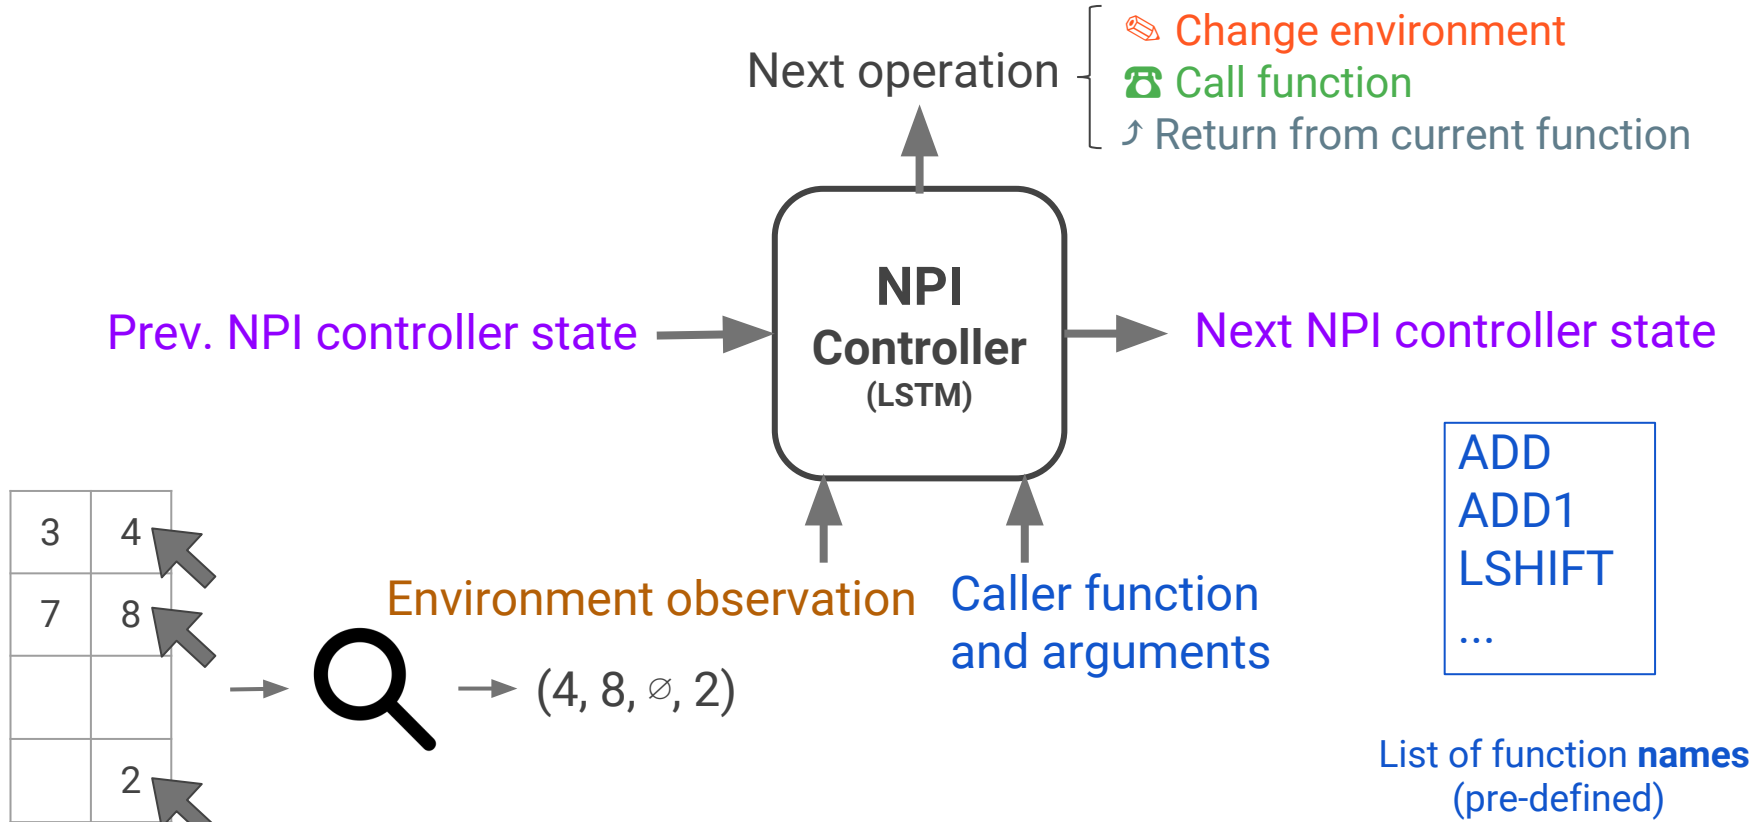 Next operation
✎ Change environment
☎ Call function
⤴ Return from current function
NPI
Controller
(LSTM)
Prev. NPI controller state
Next NPI controller state
ADD
ADD1
LSHIFT
...
List of function names
(pre-defined)
3 4
7 8
2
Environment observation
(4, 8, ∅, 2)
Caller function
and arguments